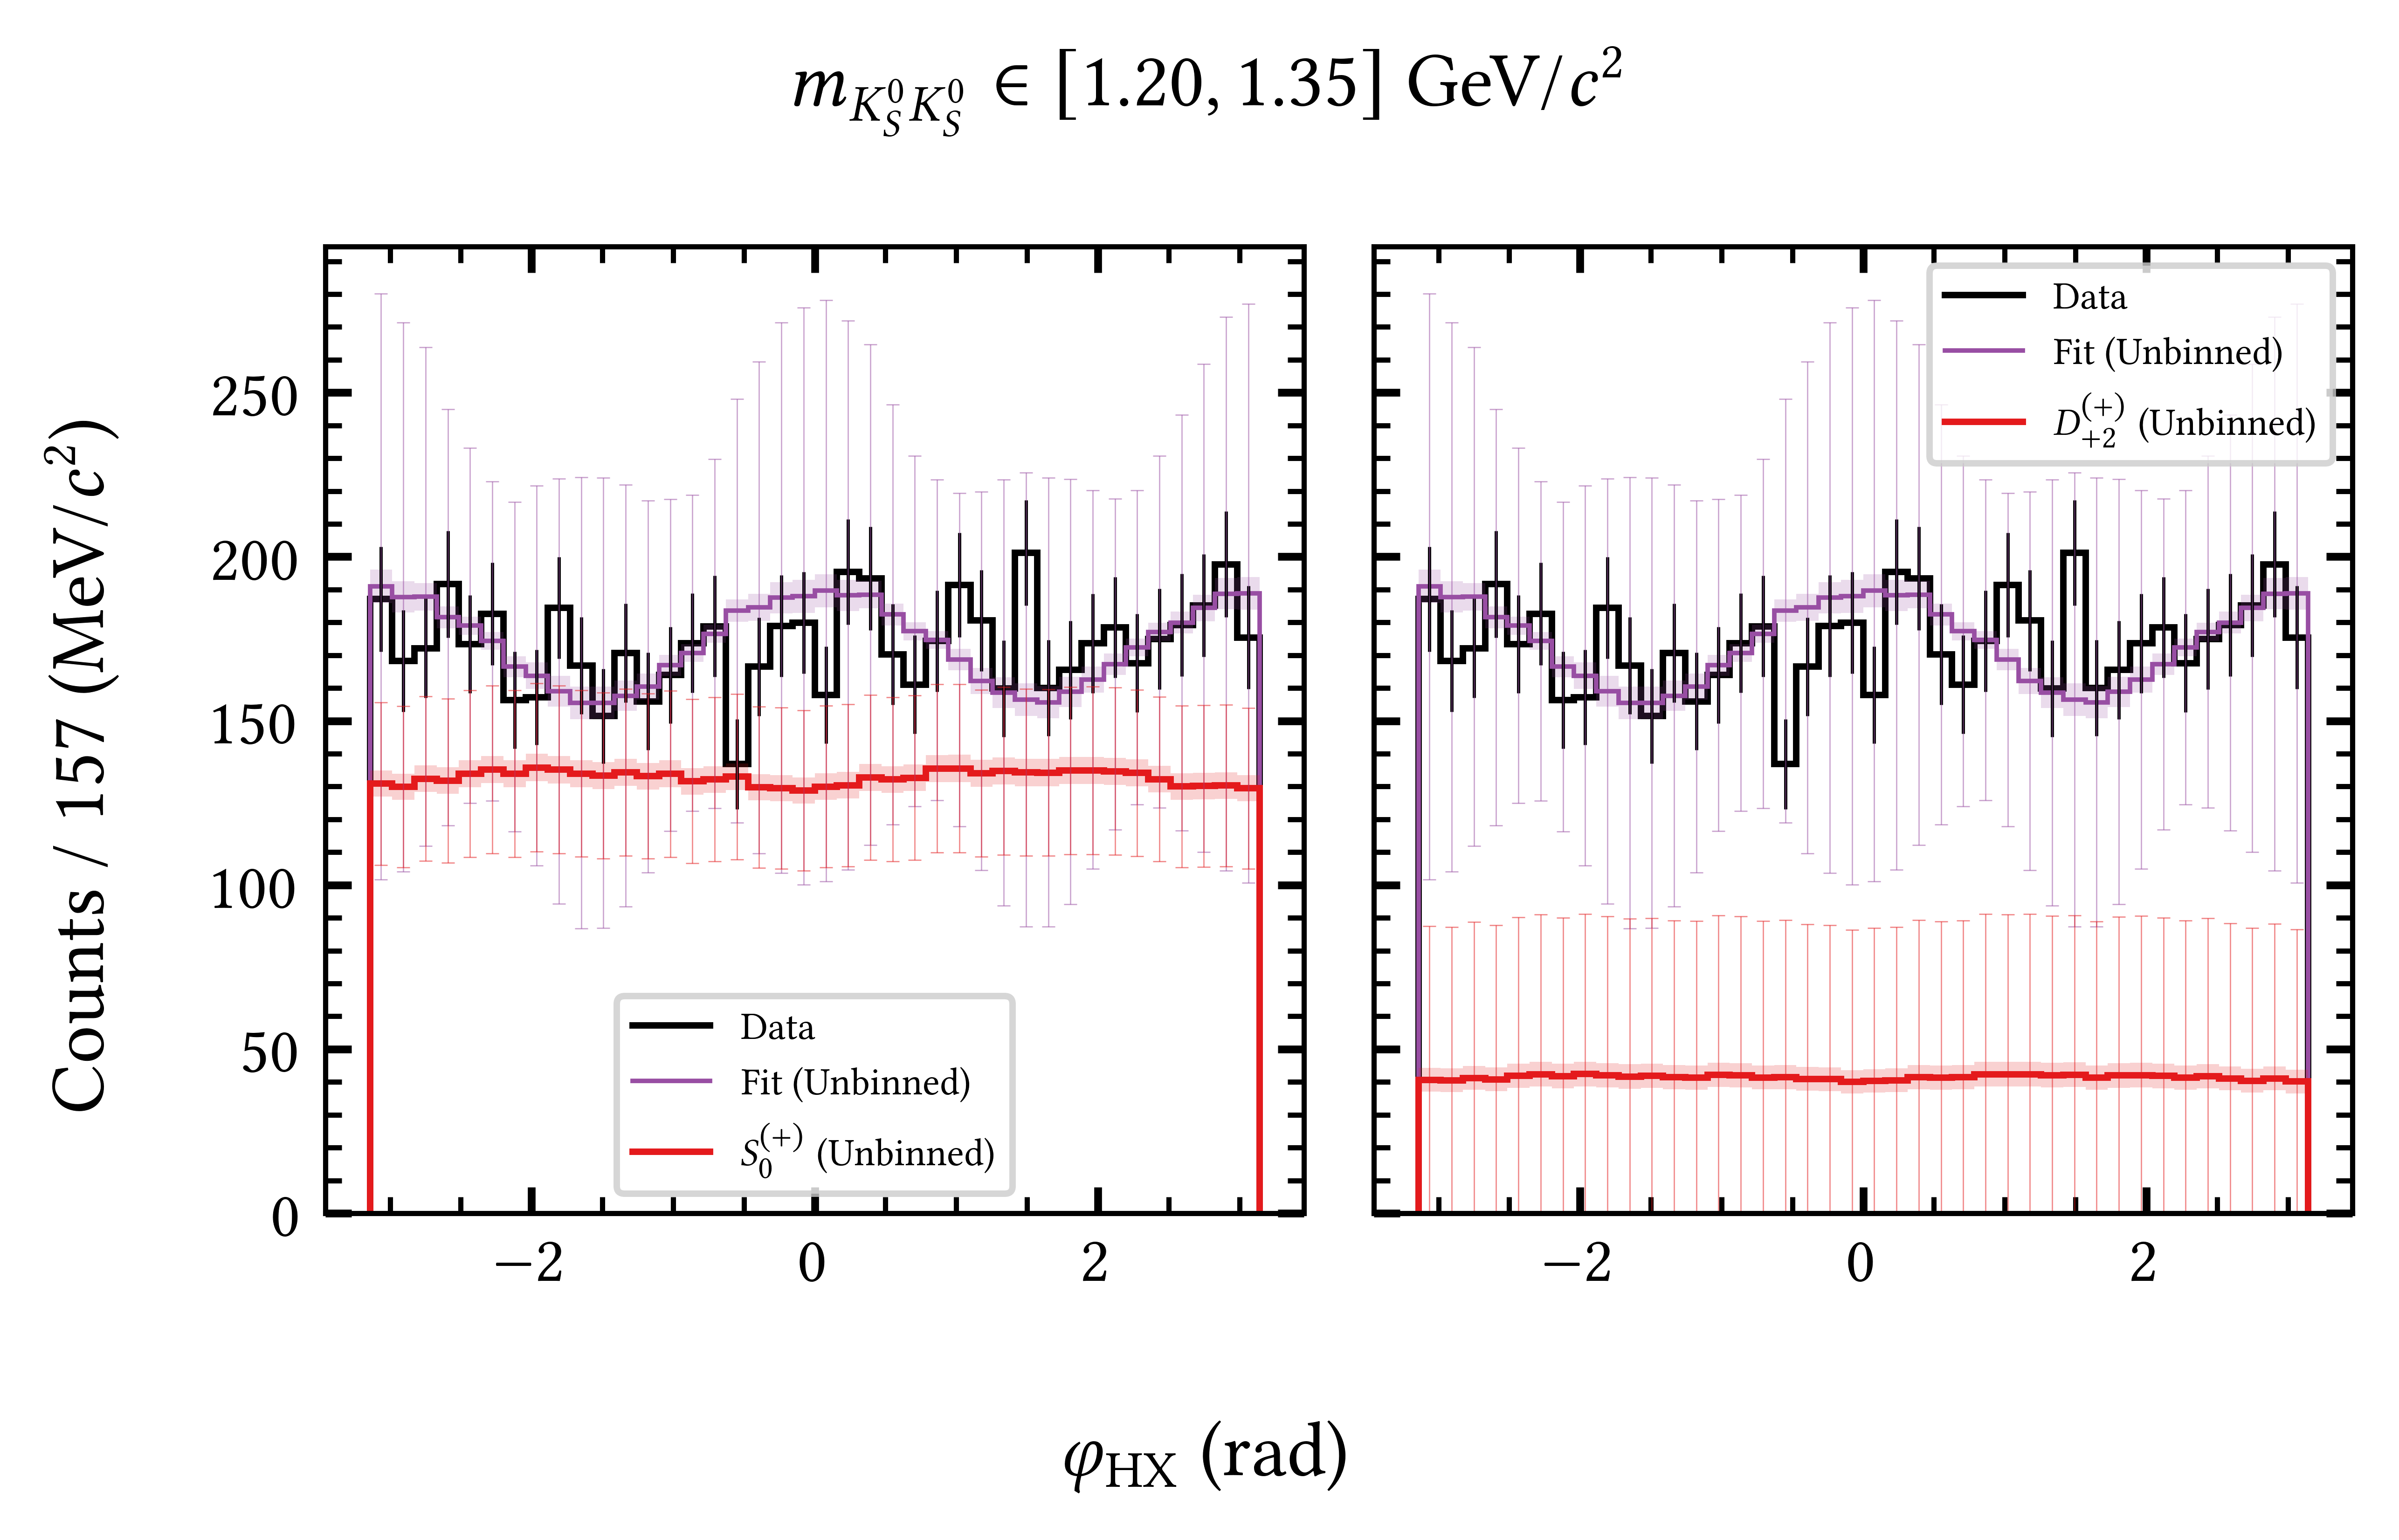 m_{K_S^0 K_S^0} ∈ [1.20, 1.35] GeV/c²
Counts / 157 (MeV/c²)
250
200
150
100
50
0
Data
Fit (Unbinned)
S_0^{(+)} (Unbinned)
Data
Fit (Unbinned)
D_{+2}^{(+)} (Unbinned)
−2 0 2
−2 0 2
φ_HX (rad)